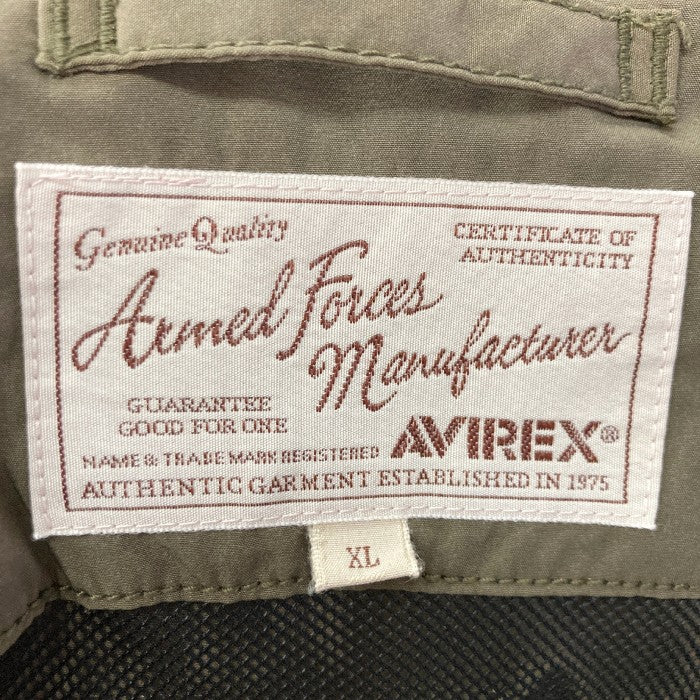 Genuine Quality
CERTIFICATE OF
AUTHENTICITY
Armed Forces
Manufacturer
GUARANTEE
GOOD FOR ONE
NAME & TRADE MARK REGISTERED
AVIREX®
AUTHENTIC GARMENT ESTABLISHED IN 1975
XL